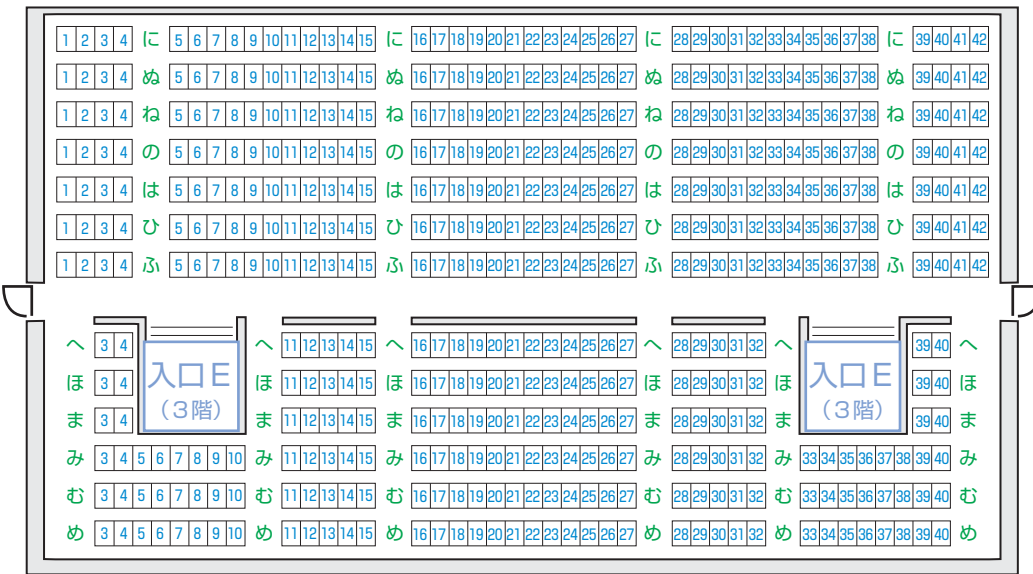 1 2 3 4 に 5 6 7 8 9 10 11 12 13 14 15 に 16 17 18 19 20 21 22 23 24 25 26 27 に 28 29 30 31 32 33 34 35 36 37 38 に 39 40 41 42
1 2 3 4 ぬ 5 6 7 8 9 10 11 12 13 14 15 ぬ 16 17 18 19 20 21 22 23 24 25 26 27 ぬ 28 29 30 31 32 33 34 35 36 37 38 ぬ 39 40 41 42
1 2 3 4 ね 5 6 7 8 9 10 11 12 13 14 15 ね 16 17 18 19 20 21 22 23 24 25 26 27 ね 28 29 30 31 32 33 34 35 36 37 38 ね 39 40 41 42
1 2 3 4 の 5 6 7 8 9 10 11 12 13 14 15 の 16 17 18 19 20 21 22 23 24 25 26 27 の 28 29 30 31 32 33 34 35 36 37 38 の 39 40 41 42
1 2 3 4 は 5 6 7 8 9 10 11 12 13 14 15 は 16 17 18 19 20 21 22 23 24 25 26 27 は 28 29 30 31 32 33 34 35 36 37 38 は 39 40 41 42
1 2 3 4 ひ 5 6 7 8 9 10 11 12 13 14 15 ひ 16 17 18 19 20 21 22 23 24 25 26 27 ひ 28 29 30 31 32 33 34 35 36 37 38 ひ 39 40 41 42
1 2 3 4 ふ 5 6 7 8 9 10 11 12 13 14 15 ふ 16 17 18 19 20 21 22 23 24 25 26 27 ふ 28 29 30 31 32 33 34 35 36 37 38 ふ 39 40 41 42
へ 3 4 へ 11 12 13 14 15 へ 16 17 18 19 20 21 22 23 24 25 26 27 へ 28 29 30 31 32 へ 39 40 へ
入口E 入口E
ほ 3 4 ほ 11 12 13 14 15 ほ 16 17 18 19 20 21 22 23 24 25 26 27 ほ 28 29 30 31 32 ほ 39 40 ほ
（3階） （3階）
ま 3 4 ま 11 12 13 14 15 ま 16 17 18 19 20 21 22 23 24 25 26 27 ま 28 29 30 31 32 ま 39 40 ま
み 3 4 5 6 7 8 9 10 み 11 12 13 14 15 み 16 17 18 19 20 21 22 23 24 25 26 27 み 28 29 30 31 32 み 33 34 35 36 37 38 39 40 み
む 3 4 5 6 7 8 9 10 む 11 12 13 14 15 む 16 17 18 19 20 21 22 23 24 25 26 27 む 28 29 30 31 32 む 33 34 35 36 37 38 39 40 む
め 3 4 5 6 7 8 9 10 め 11 12 13 14 15 め 16 17 18 19 20 21 22 23 24 25 26 27 め 28 29 30 31 32 め 33 34 35 36 37 38 39 40 め